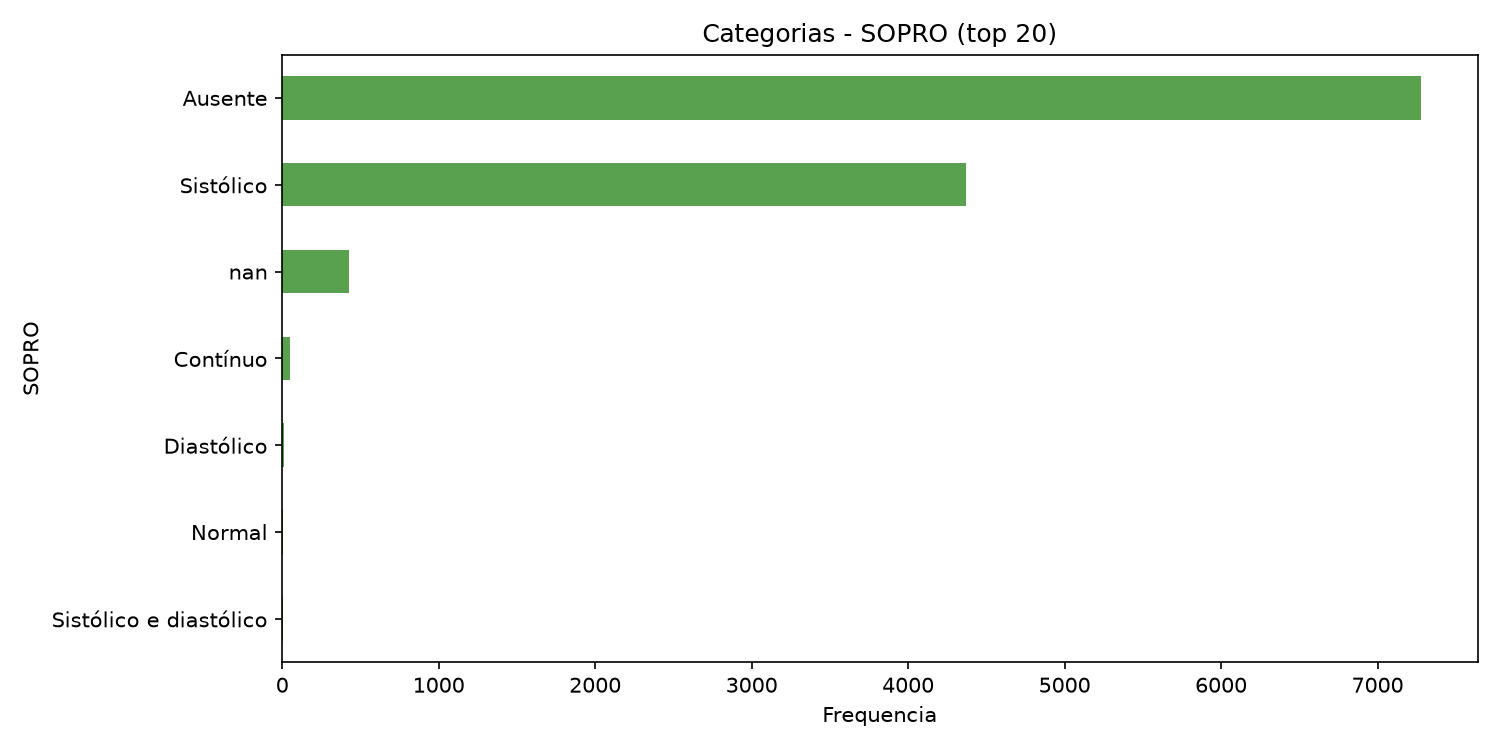 Categorias - SOPRO (top 20)
SOPRO
Ausente
Sistólico
nan
Contínuo
Diastólico
Normal
Sistólico e diastólico
0 1000 2000 3000 4000 5000 6000 7000
Frequencia